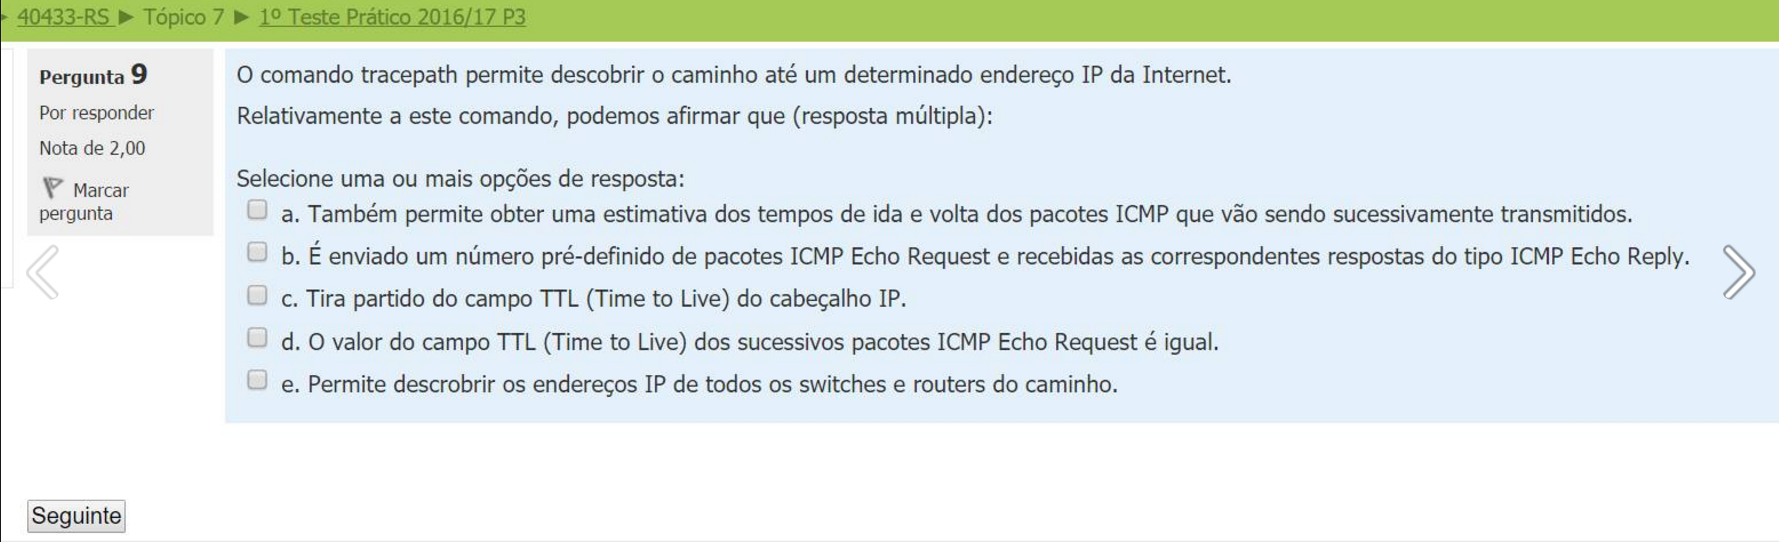 40433-RS ► Tópico 7 ► 1º Teste Prático 2016/17 P3
Pergunta 9
Por responder
Nota de 2,00
Marcar
pergunta
O comando tracepath permite descobrir o caminho até um determinado endereço IP da Internet.
Relativamente a este comando, podemos afirmar que (resposta múltipla):
Selecione uma ou mais opções de resposta:
a. Também permite obter uma estimativa dos tempos de ida e volta dos pacotes ICMP que vão sendo sucessivamente transmitidos.
b. É enviado um número pré-definido de pacotes ICMP Echo Request e recebidas as correspondentes respostas do tipo ICMP Echo Reply.
c. Tira partido do campo TTL (Time to Live) do cabeçalho IP.
d. O valor do campo TTL (Time to Live) dos sucessivos pacotes ICMP Echo Request é igual.
e. Permite descrobrir os endereços IP de todos os switches e routers do caminho.
Seguinte